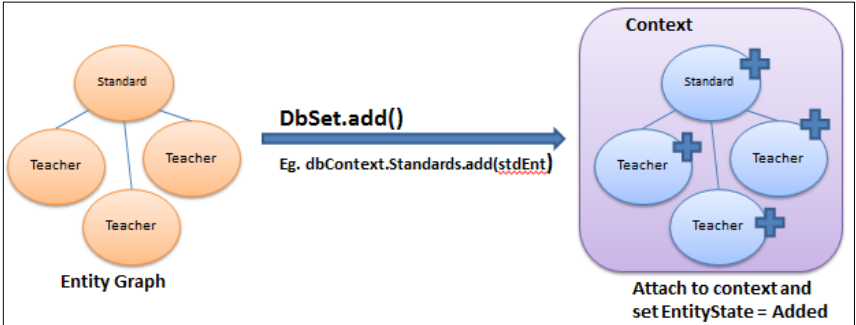 Standard
Teacher
Teacher
Teacher
Entity Graph
DbSet.add()
Eg. dbContext.Standards.add(stdEnt)
Context
Standard
Teacher
Teacher
Teacher
Attach to context and
set EntityState = Added